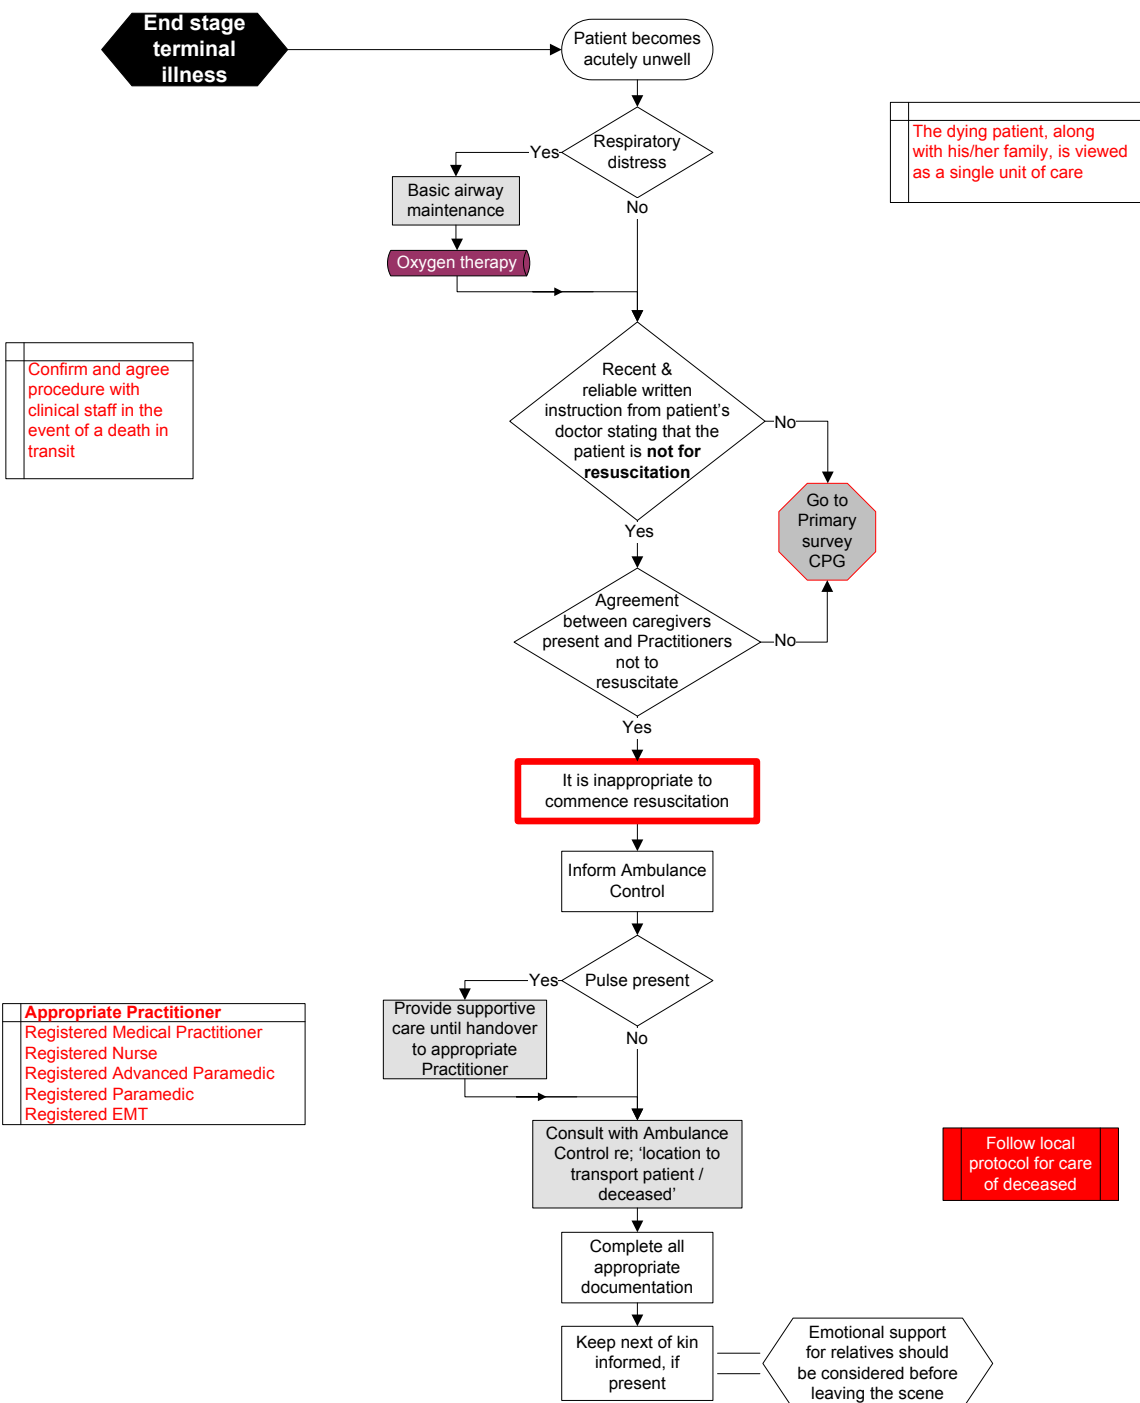 End stage
terminal
illness
Patient becomes
acutely unwell
Respiratory
distress
Yes
No
Basic airway
maintenance
Oxygen therapy
The dying patient, along
with his/her family, is viewed
as a single unit of care
Confirm and agree
procedure with
clinical staff in the
event of a death in
transit
Recent &
reliable written
instruction from patient's
doctor stating that the
patient is not for
resuscitation
No
Yes
Go to
Primary
survey
CPG
Agreement
between caregivers
present and Practitioners
not to
resuscitate
No
Yes
It is inappropriate to
commence resuscitation
Inform Ambulance
Control
Pulse present
Yes
No
Provide supportive
care until handover
to appropriate
Practitioner
Appropriate Practitioner
Registered Medical Practitioner
Registered Nurse
Registered Advanced Paramedic
Registered Paramedic
Registered EMT
Consult with Ambulance
Control re; 'location to
transport patient /
deceased'
Follow local
protocol for care
of deceased
Complete all
appropriate
documentation
Keep next of kin
informed, if
present
Emotional support
for relatives should
be considered before
leaving the scene